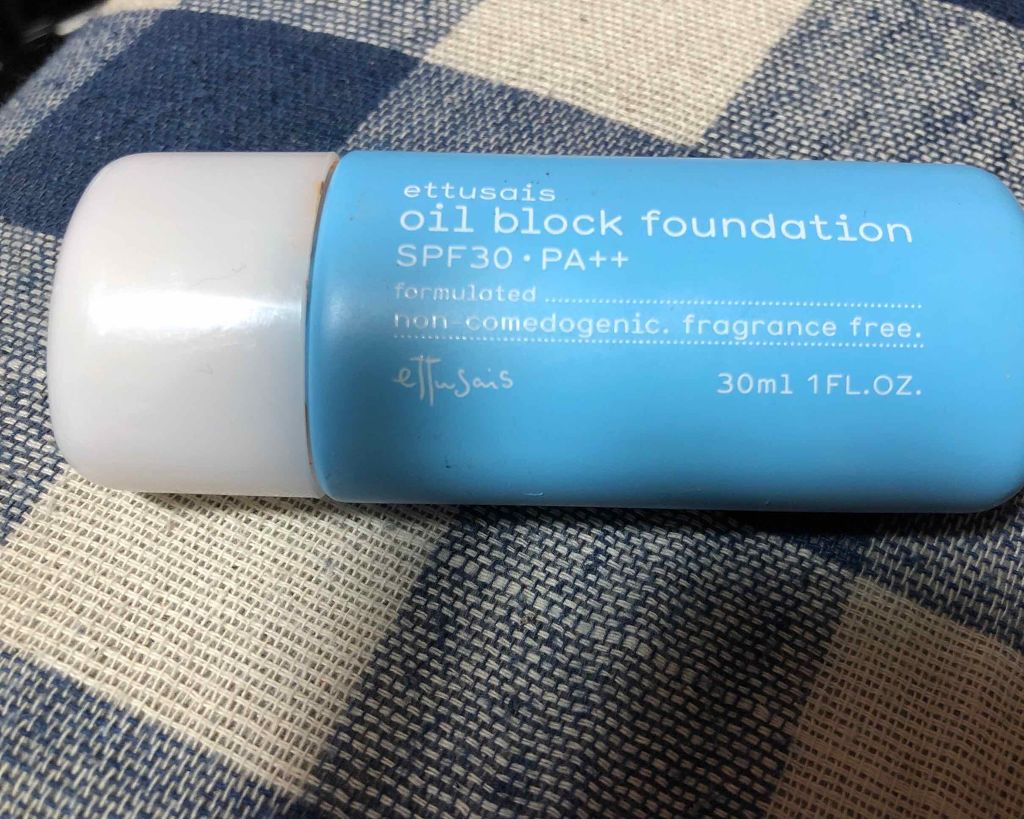 ettusais
oil block foundation
SPF30・PA++
formulated
non-comedogenic. fragrance free.
ettusais
30ml 1FL.OZ.